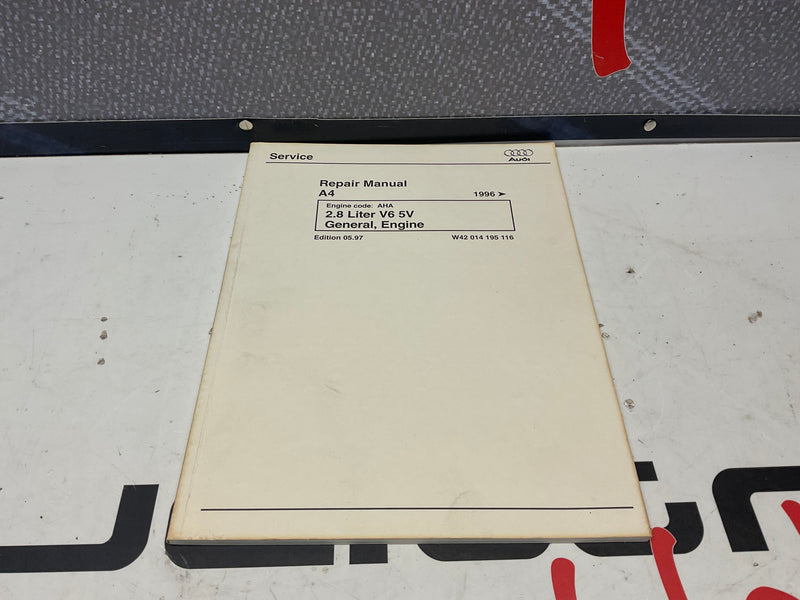 Service
Audi
Repair Manual
A4 1996 ➤
Engine code: AHA
2.8 Liter V6 5V
General, Engine
Edition 05.97 W42 014 195 116